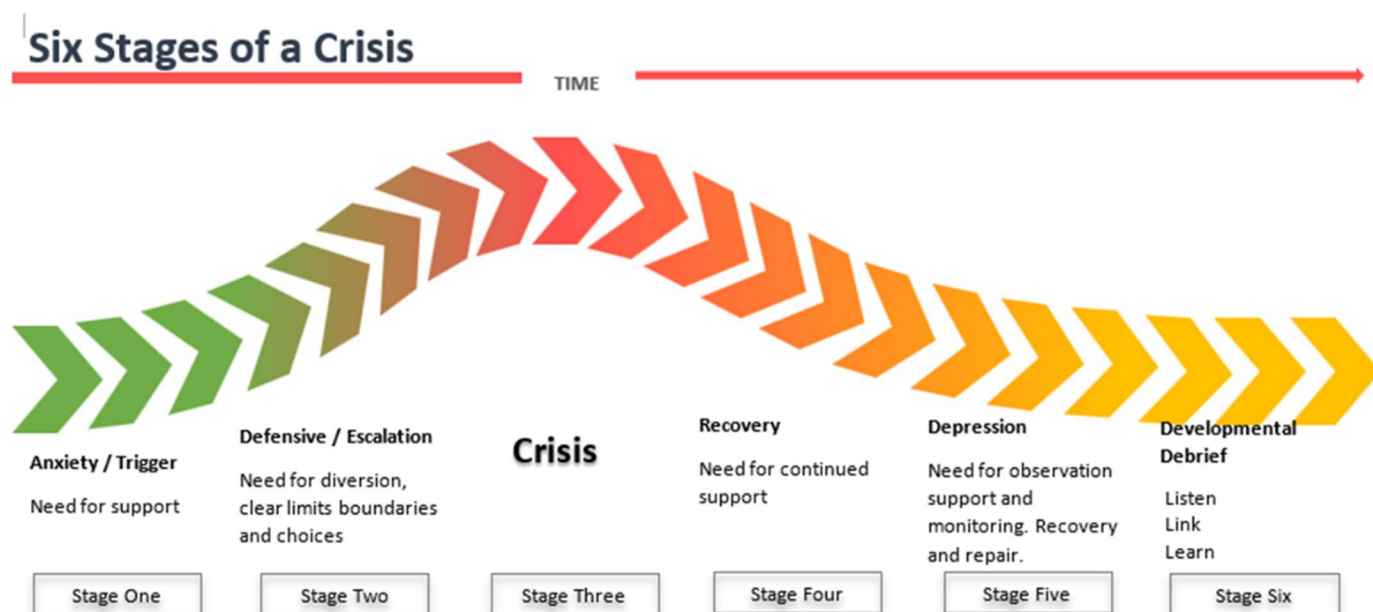 Six Stages of a Crisis
TIME
Anxiety / Trigger
Need for support
Defensive / Escalation
Need for diversion,
clear limits boundaries
and choices
Crisis
Recovery
Need for continued
support
Depression
Need for observation
support and
monitoring. Recovery
and repair.
Developmental
Debrief
Listen
Link
Learn
Stage One
Stage Two
Stage Three
Stage Four
Stage Five
Stage Six